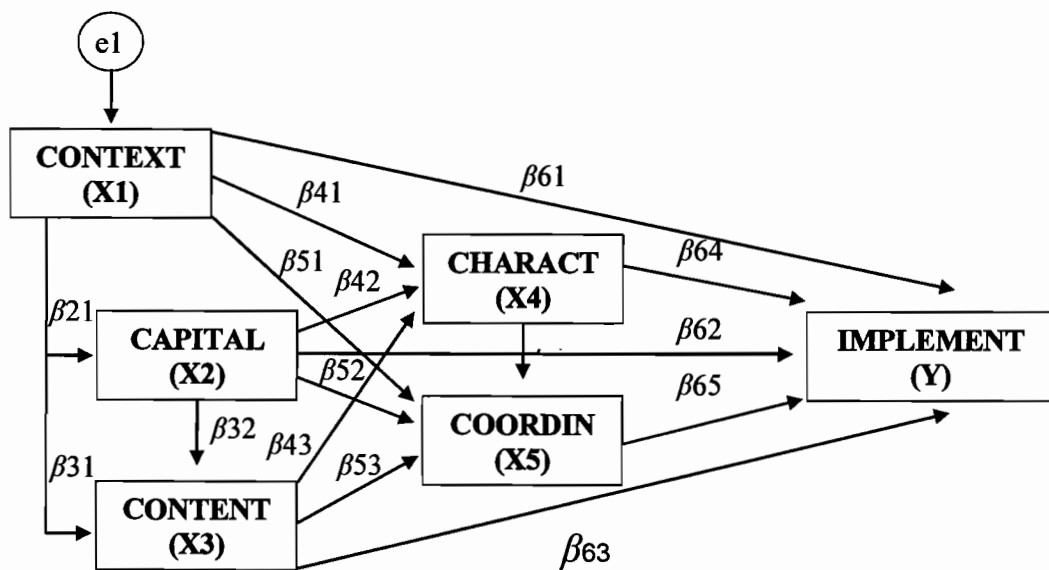 e1
CONTEXT
(X1)
β61
β41
β64
β51
β42
CHARACT
(X4)
β21
CAPITAL
(X2)
β62
IMPLEMENT
(Y)
β52
β65
β32
β43
COORDIN
(X5)
β31
β53
CONTENT
(X3)
β63